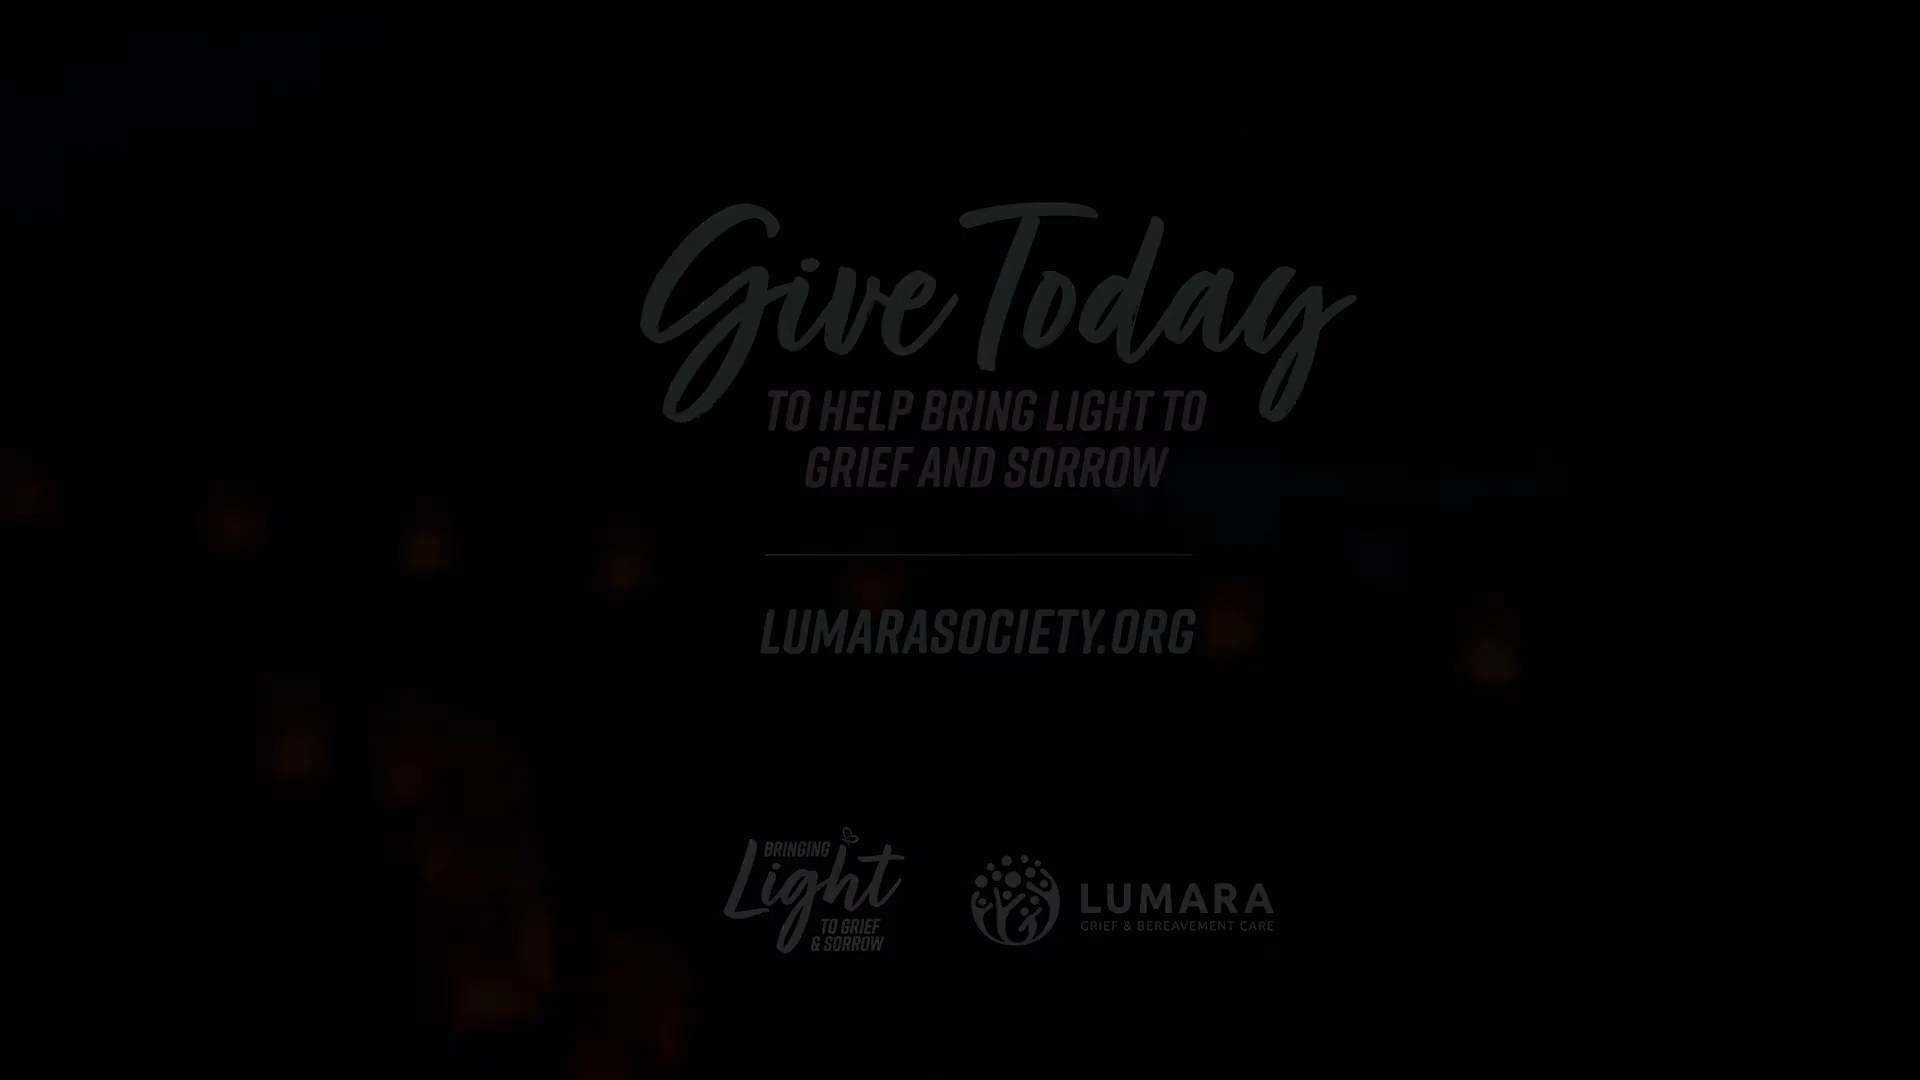 Give Today
TO HELP BRING LIGHT TO
GRIEF AND SORROW
LUMARASOCIETY.ORG
BRINGING
Light
TO GRIEF
& SORROW
LUMARA
GRIEF & BEREAVEMENT CARE